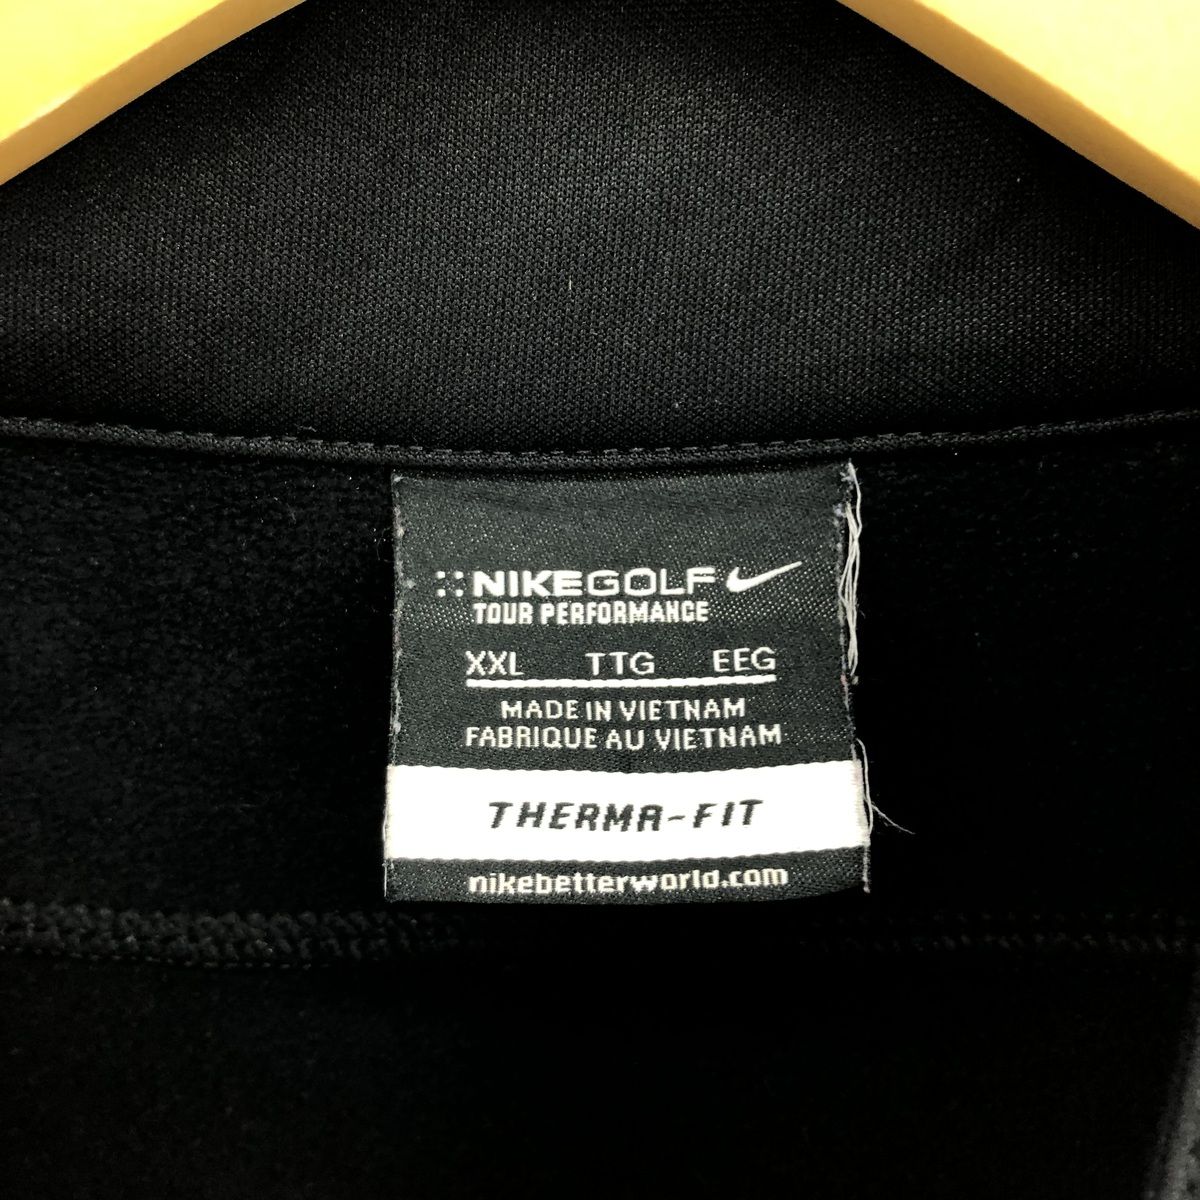 NIKEGOLF
TOUR PERFORMANCE
XXL TTG EEG
MADE IN VIETNAM
FABRIQUE AU VIETNAM
THERMA-FIT
nikebetterworld.com